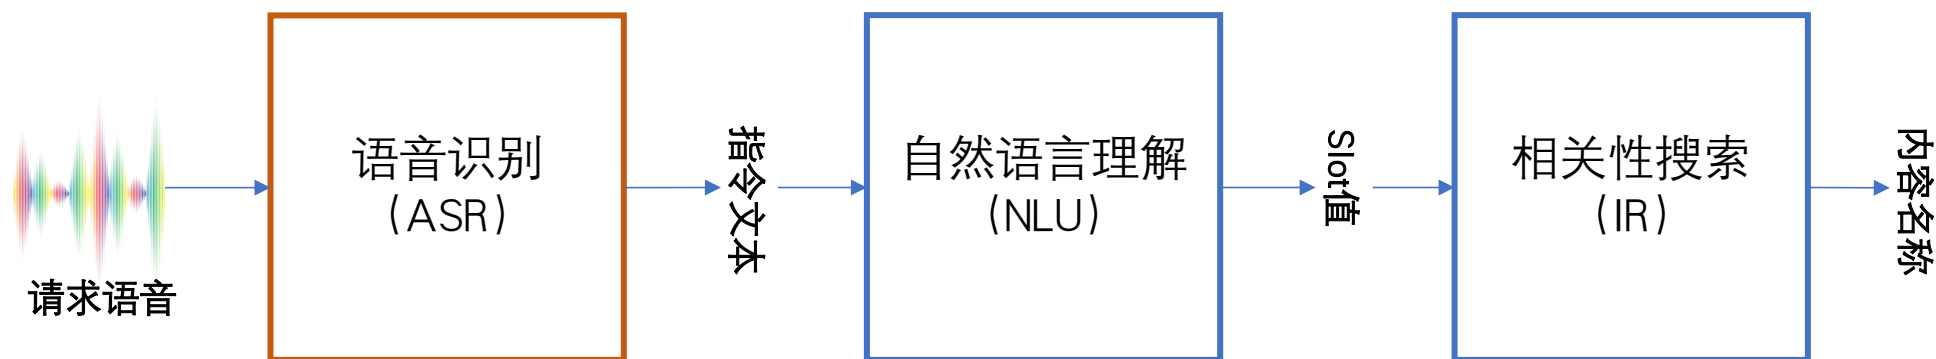 请求语音
语音识别
（ASR）
指令文本
自然语言理解
（NLU）
Slot值
相关性搜索
（IR）
内容名称